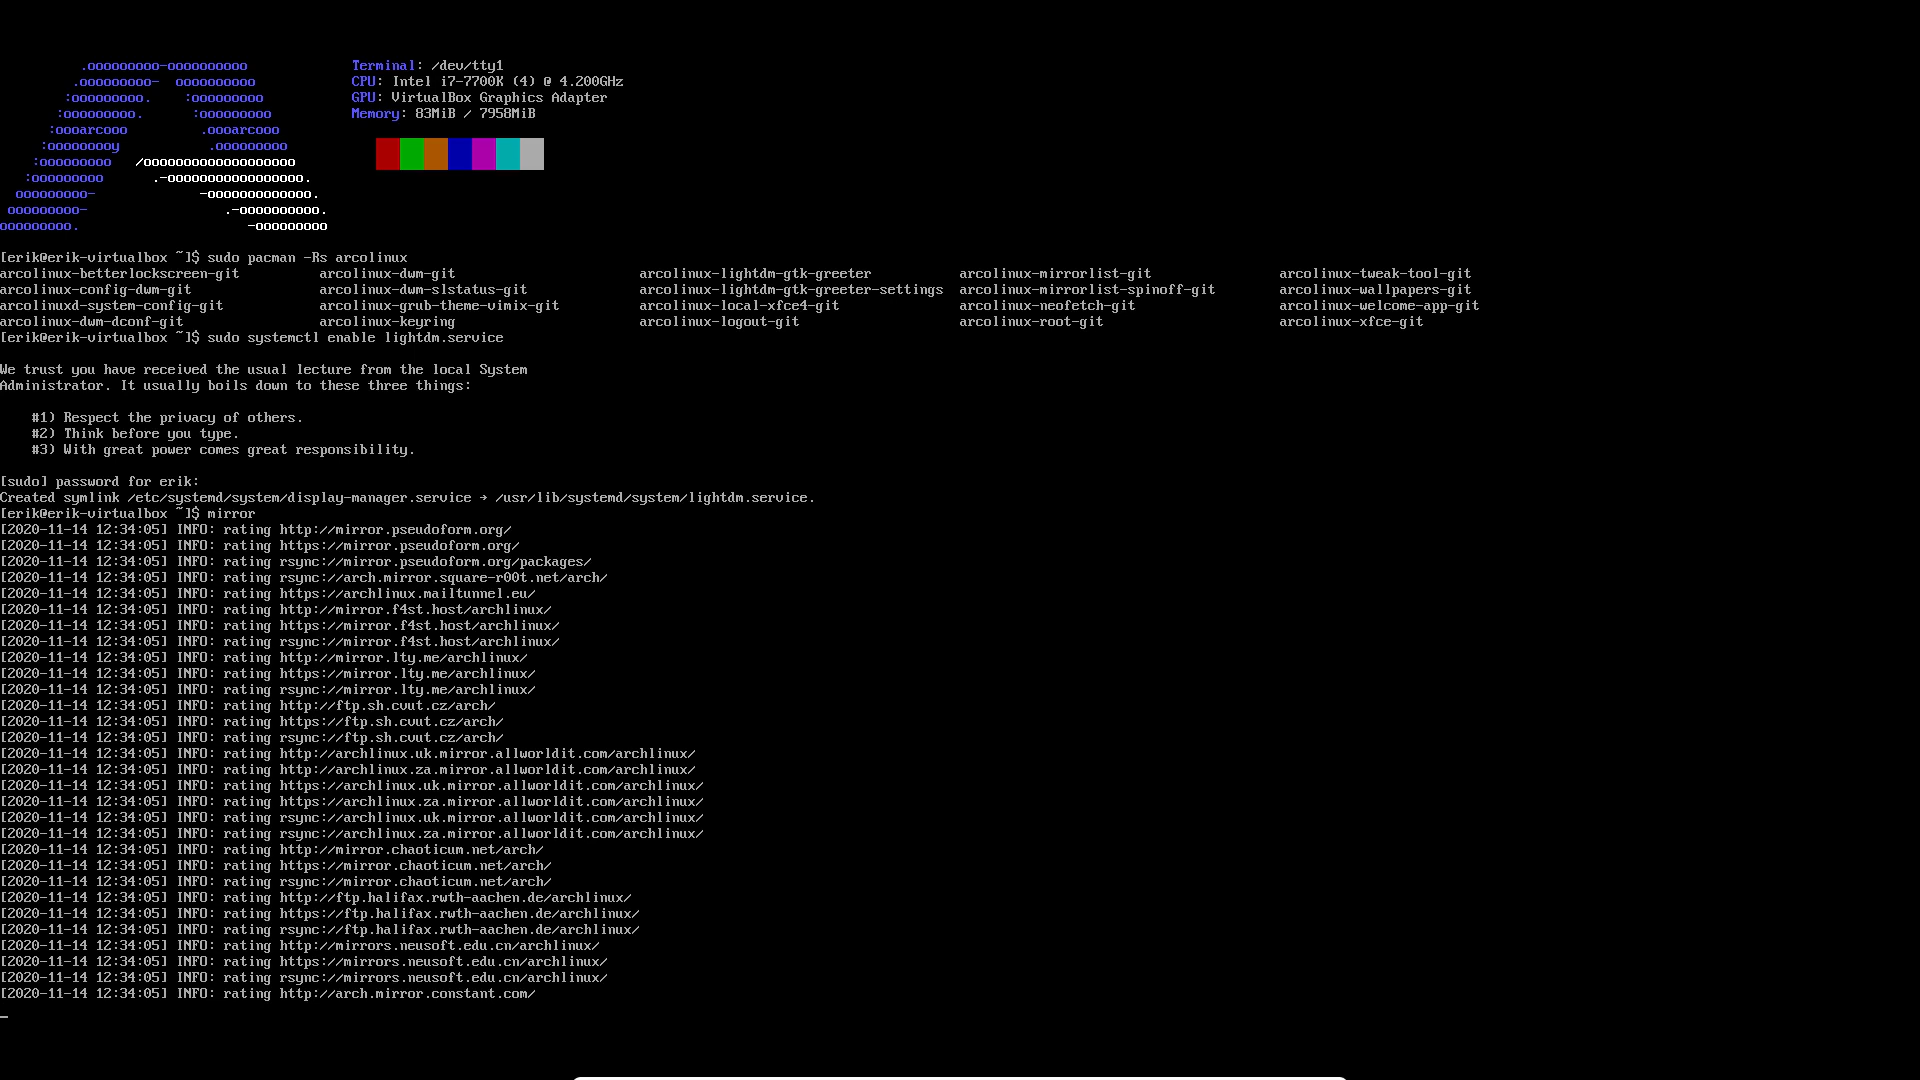 .ooooooooo-oooooooooo Terminal: /dev/tty1
.ooooooooo- oooooooooo CPU: Intel i7-7700K (4) @ 4.200GHz
:ooooooooo. :ooooooooo GPU: VirtualBox Graphics Adapter
:ooooooooo. :ooooooooo Memory: 83MiB / 7958MiB
:oooarcooo .oooarcooo
:ooooooooy .ooooooooo
:ooooooooo /ooooooooooooooooooo
:ooooooooo .-ooooooooooooooooo.
ooooooooo- -ooooooooooooo.
ooooooooo- .-oooooooooo.
ooooooooo. -ooooooooo
[erik@erik-virtualbox ~]$ sudo pacman -Rs arcolinux
arcolinux-betterlockscreen-git arcolinux-dwm-git arcolinux-lightdm-gtk-greeter arcolinux-mirrorlist-git arcolinux-tweak-tool-git
arcolinux-config-dwm-git arcolinux-dwm-slstatus-git arcolinux-lightdm-gtk-greeter-settings arcolinux-mirrorlist-spinoff-git arcolinux-wallpapers-git
arcolinuxd-system-config-git arcolinux-grub-theme-vimix-git arcolinux-local-xfce4-git arcolinux-neofetch-git arcolinux-welcome-app-git
arcolinux-dwm-dconf-git arcolinux-keyring arcolinux-logout-git arcolinux-root-git arcolinux-xfce-git
[erik@erik-virtualbox ~]$ sudo systemctl enable lightdm.service
We trust you have received the usual lecture from the local System
Administrator. It usually boils down to these three things:
#1) Respect the privacy of others.
#2) Think before you type.
#3) With great power comes great responsibility.
[sudo] password for erik:
Created symlink /etc/systemd/system/display-manager.service → /usr/lib/systemd/system/lightdm.service.
[erik@erik-virtualbox ~]$ mirror
[2020-11-14 12:34:05] INFO: rating http://mirror.pseudoform.org/
[2020-11-14 12:34:05] INFO: rating https://mirror.pseudoform.org/
[2020-11-14 12:34:05] INFO: rating rsync://mirror.pseudoform.org/packages/
[2020-11-14 12:34:05] INFO: rating rsync://arch.mirror.square-r00t.net/arch/
[2020-11-14 12:34:05] INFO: rating https://archlinux.mailtunnel.eu/
[2020-11-14 12:34:05] INFO: rating http://mirror.f4st.host/archlinux/
[2020-11-14 12:34:05] INFO: rating https://mirror.f4st.host/archlinux/
[2020-11-14 12:34:05] INFO: rating rsync://mirror.f4st.host/archlinux/
[2020-11-14 12:34:05] INFO: rating http://mirror.lty.me/archlinux/
[2020-11-14 12:34:05] INFO: rating https://mirror.lty.me/archlinux/
[2020-11-14 12:34:05] INFO: rating rsync://mirror.lty.me/archlinux/
[2020-11-14 12:34:05] INFO: rating http://ftp.sh.cvut.cz/arch/
[2020-11-14 12:34:05] INFO: rating https://ftp.sh.cvut.cz/arch/
[2020-11-14 12:34:05] INFO: rating rsync://ftp.sh.cvut.cz/arch/
[2020-11-14 12:34:05] INFO: rating http://archlinux.uk.mirror.allworldit.com/archlinux/
[2020-11-14 12:34:05] INFO: rating http://archlinux.za.mirror.allworldit.com/archlinux/
[2020-11-14 12:34:05] INFO: rating https://archlinux.uk.mirror.allworldit.com/archlinux/
[2020-11-14 12:34:05] INFO: rating https://archlinux.za.mirror.allworldit.com/archlinux/
[2020-11-14 12:34:05] INFO: rating rsync://archlinux.uk.mirror.allworldit.com/archlinux/
[2020-11-14 12:34:05] INFO: rating rsync://archlinux.za.mirror.allworldit.com/archlinux/
[2020-11-14 12:34:05] INFO: rating http://mirror.chaoticum.net/arch/
[2020-11-14 12:34:05] INFO: rating https://mirror.chaoticum.net/arch/
[2020-11-14 12:34:05] INFO: rating rsync://mirror.chaoticum.net/arch/
[2020-11-14 12:34:05] INFO: rating http://ftp.halifax.rwth-aachen.de/archlinux/
[2020-11-14 12:34:05] INFO: rating https://ftp.halifax.rwth-aachen.de/archlinux/
[2020-11-14 12:34:05] INFO: rating rsync://ftp.halifax.rwth-aachen.de/archlinux/
[2020-11-14 12:34:05] INFO: rating http://mirrors.neusoft.edu.cn/archlinux/
[2020-11-14 12:34:05] INFO: rating https://mirrors.neusoft.edu.cn/archlinux/
[2020-11-14 12:34:05] INFO: rating rsync://mirrors.neusoft.edu.cn/archlinux/
[2020-11-14 12:34:05] INFO: rating http://arch.mirror.constant.com/